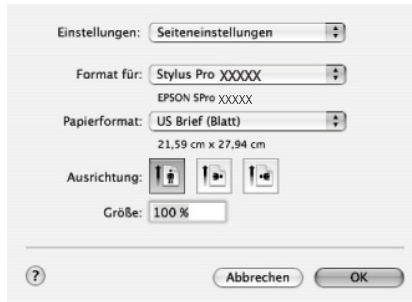 Einstellungen: Seiteneinstellungen
Format für: Stylus Pro XXXXX
EPSON SPro XXXXX
Papierformat: US Brief (Blatt)
21,59 cm x 27,94 cm
Ausrichtung:
Größe: 100 %
? Abbrechen OK